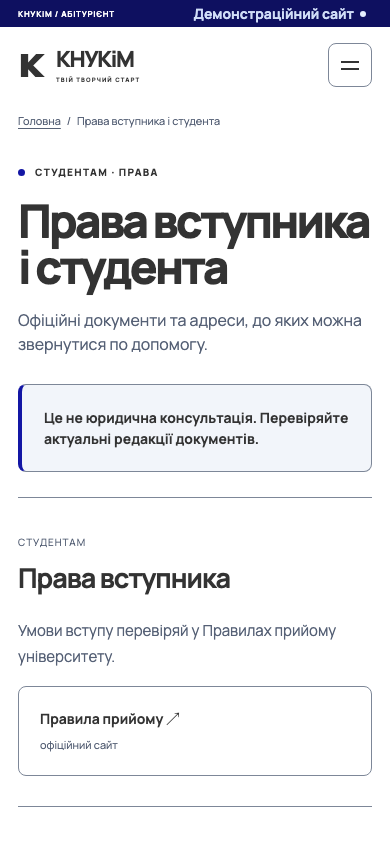 КНУКІМ / АБІТУРІЄНТ
Демонстраційний сайт
КНУКіМ
ТВІЙ ТВОРЧИЙ СТАРТ
Головна / Права вступника і студента
СТУДЕНТАМ · ПРАВА
Права вступника
і студента
Офіційні документи та адреси, до яких можна
звернутися по допомогу.
Це не юридична консультація. Перевіряйте
актуальні редакції документів.
СТУДЕНТАМ
Права вступника
Умови вступу перевіряй у Правилах прийому
університету.
Правила прийому ↗
офіційний сайт